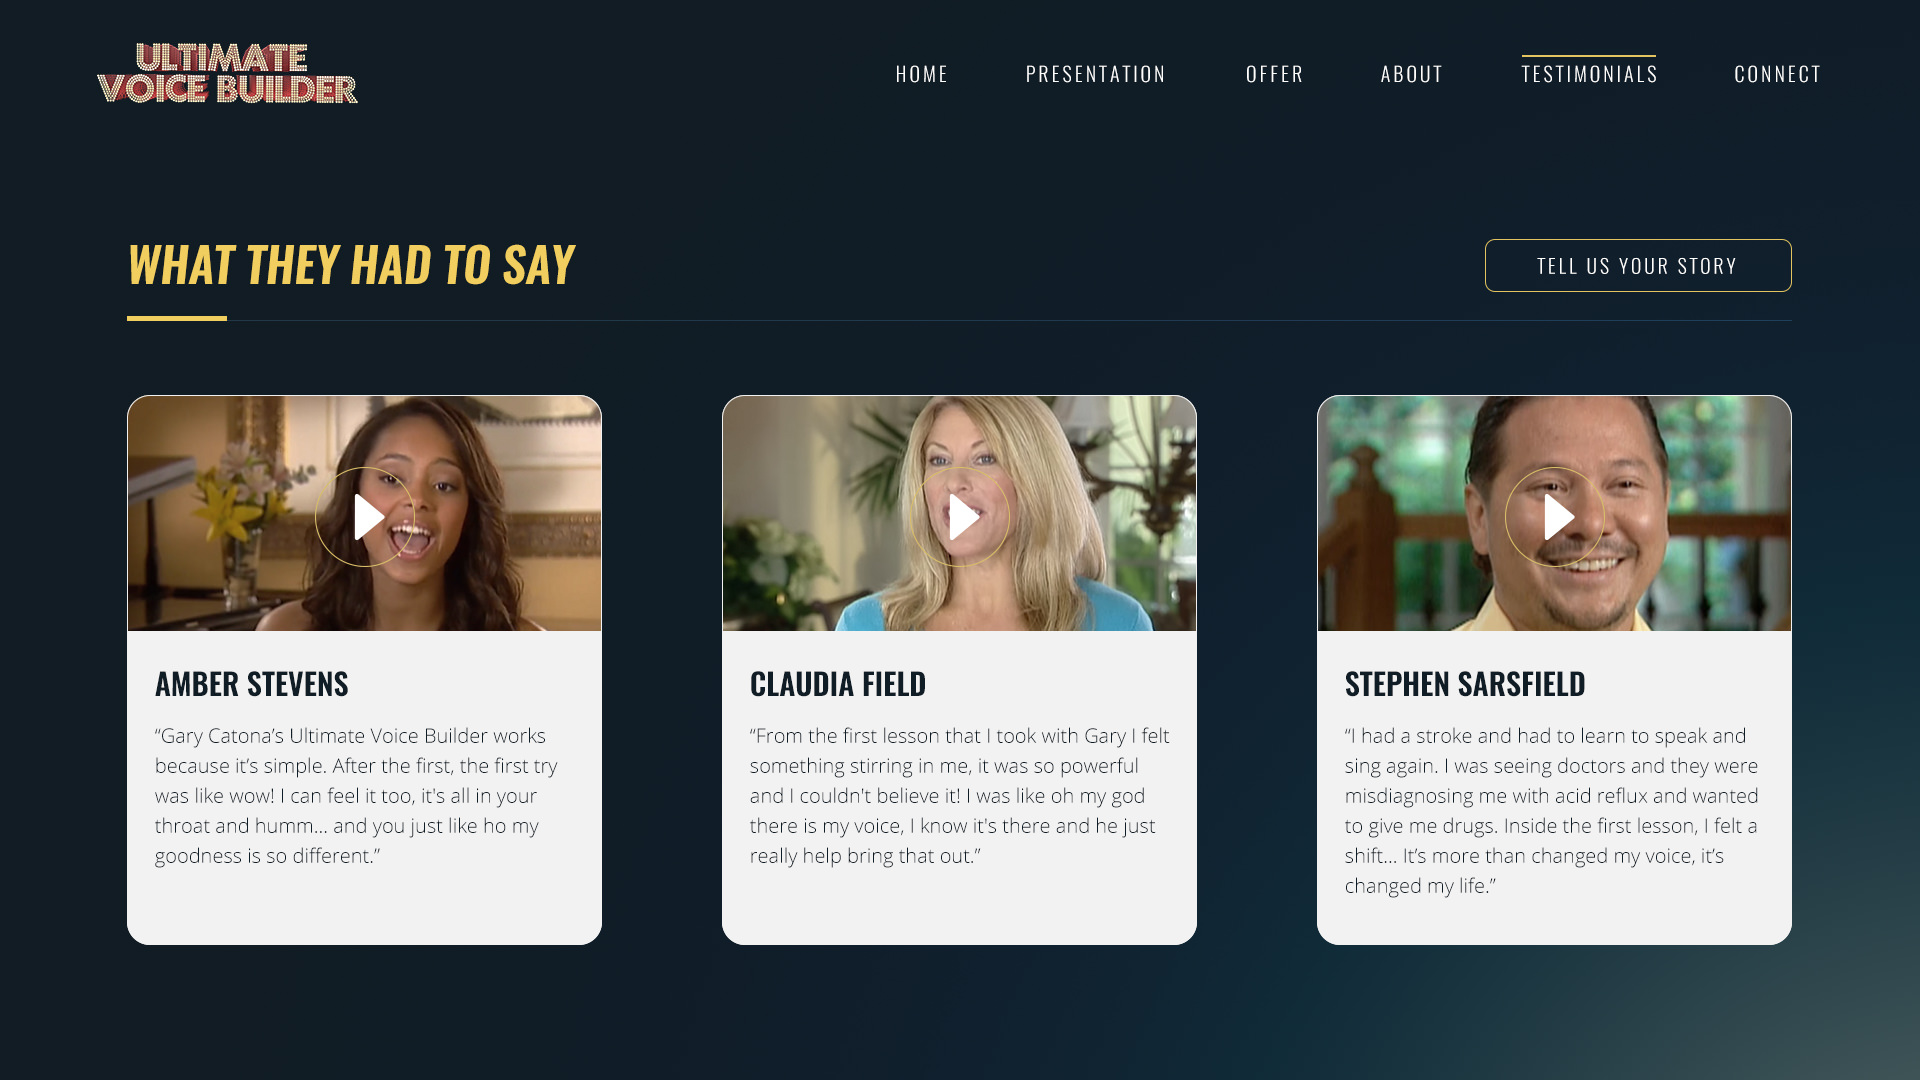 ULTIMATE
VOICE BUILDER
HOME
PRESENTATION
OFFER
ABOUT
TESTIMONIALS
CONNECT
WHAT THEY HAD TO SAY
TELL US YOUR STORY
AMBER STEVENS
“Gary Catona’s Ultimate Voice Builder works
because it’s simple. After the first, the first try
was like wow! I can feel it too, it's all in your
throat and humm... and you just like ho my
goodness is so different.”
CLAUDIA FIELD
“From the first lesson that I took with Gary I felt
something stirring in me, it was so powerful
and I couldn't believe it! I was like oh my god
there is my voice, I know it's there and he just
really help bring that out.”
STEPHEN SARSFIELD
“I had a stroke and had to learn to speak and
sing again. I was seeing doctors and they were
misdiagnosing me with acid reflux and wanted
to give me drugs. Inside the first lesson, I felt a
shift... It’s more than changed my voice, it’s
changed my life.”